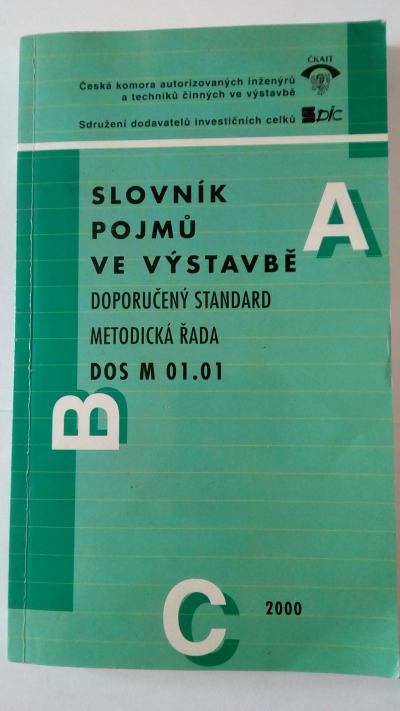 ČKAIT
Česká komora autorizovaných inženýrů
a techniků činných ve výstavbě
Sdružení dodavatelů investičních celků SDIC
SLOVNÍK
POJMŮ
VE VÝSTAVBĚ
DOPORUČENÝ STANDARD
METODICKÁ ŘADA
DOS M 01.01
A
B
C
2000